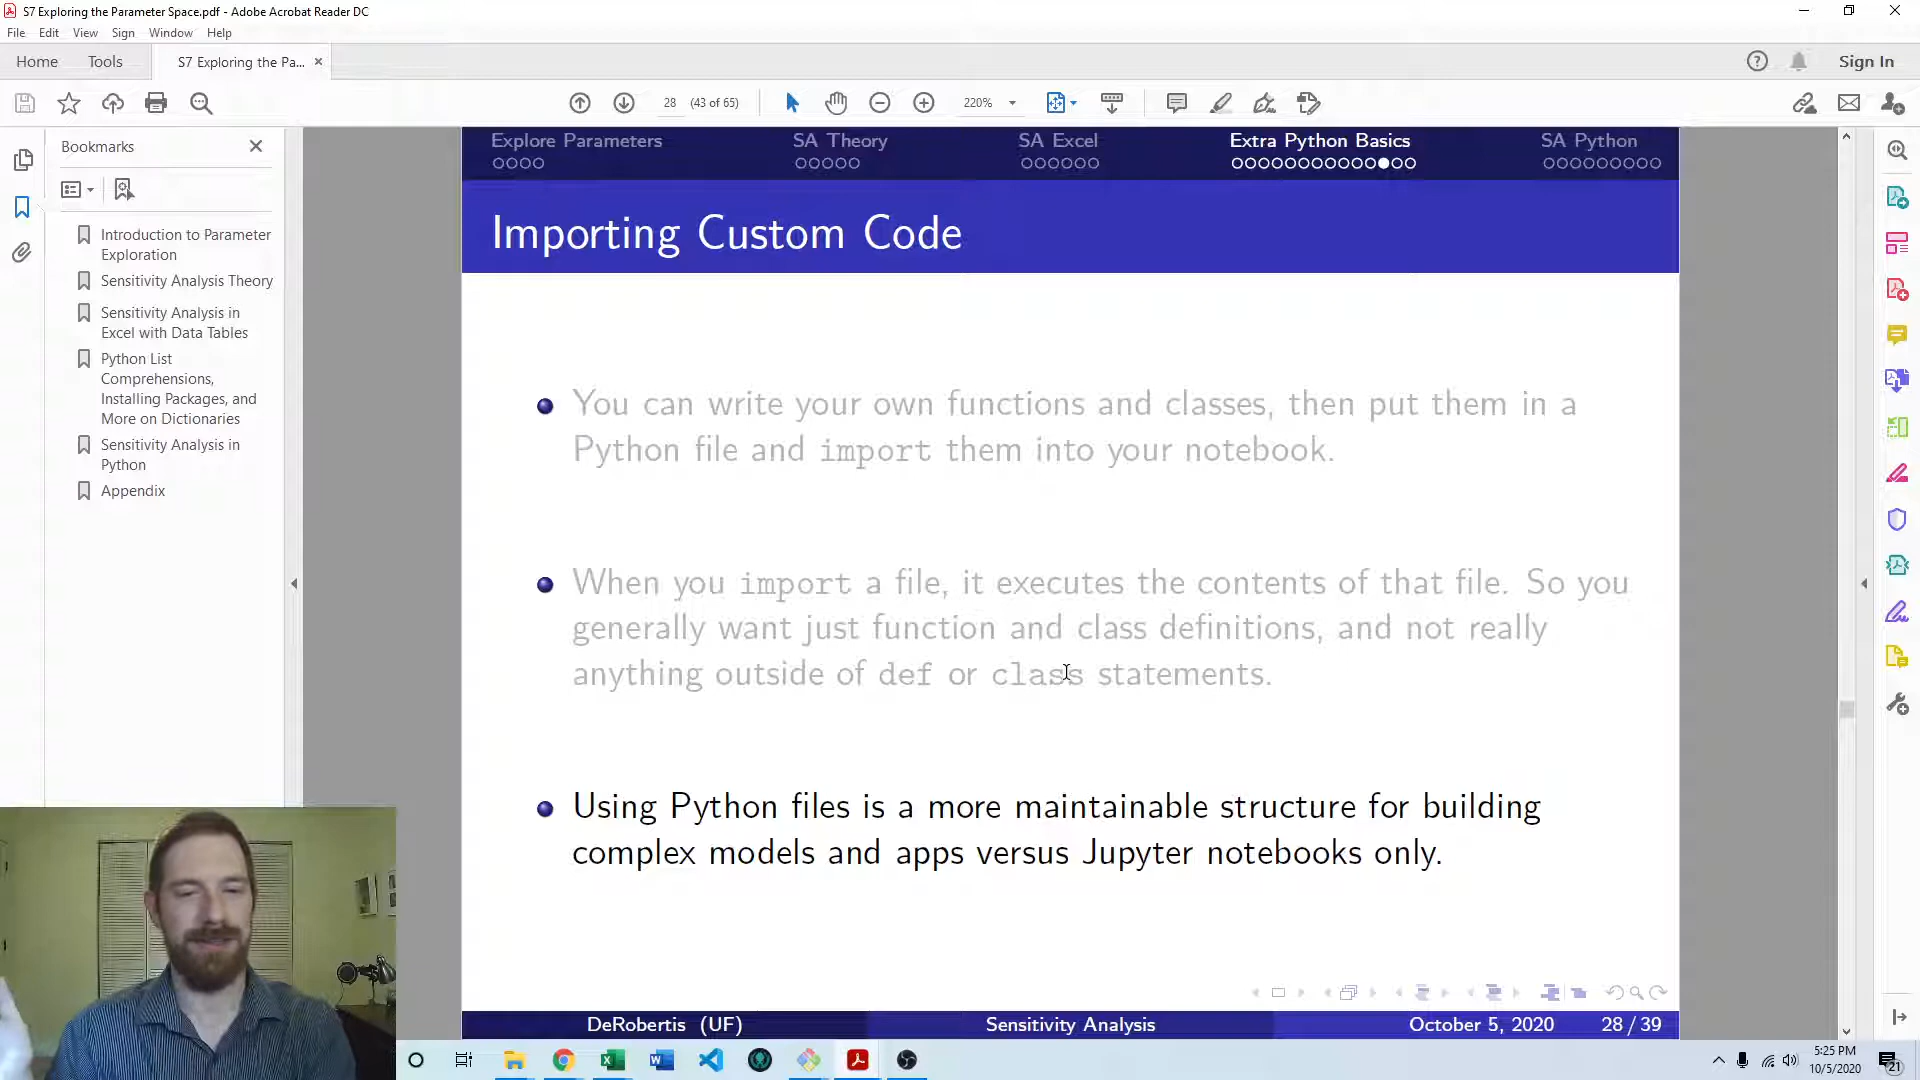 S7 Exploring the Parameter Space.pdf - Adobe Acrobat Reader DC
File Edit View Sign Window Help
Home Tools S7 Exploring the Pa... Sign In
28 (43 of 65) 220%
Bookmarks
Introduction to Parameter
Exploration
Sensitivity Analysis Theory
Sensitivity Analysis in
Excel with Data Tables
Python List
Comprehensions,
Installing Packages, and
More on Dictionaries
Sensitivity Analysis in
Python
Appendix
Explore Parameters SA Theory SA Excel Extra Python Basics SA Python
Importing Custom Code
You can write your own functions and classes, then put them in a
Python file and import them into your notebook.
When you import a file, it executes the contents of that file. So you
generally want just function and class definitions, and not really
anything outside of def or class statements.
Using Python files is a more maintainable structure for building
complex models and apps versus Jupyter notebooks only.
DeRobertis (UF) Sensitivity Analysis October 5, 2020 28 / 39
5:25 PM
10/5/2020
21